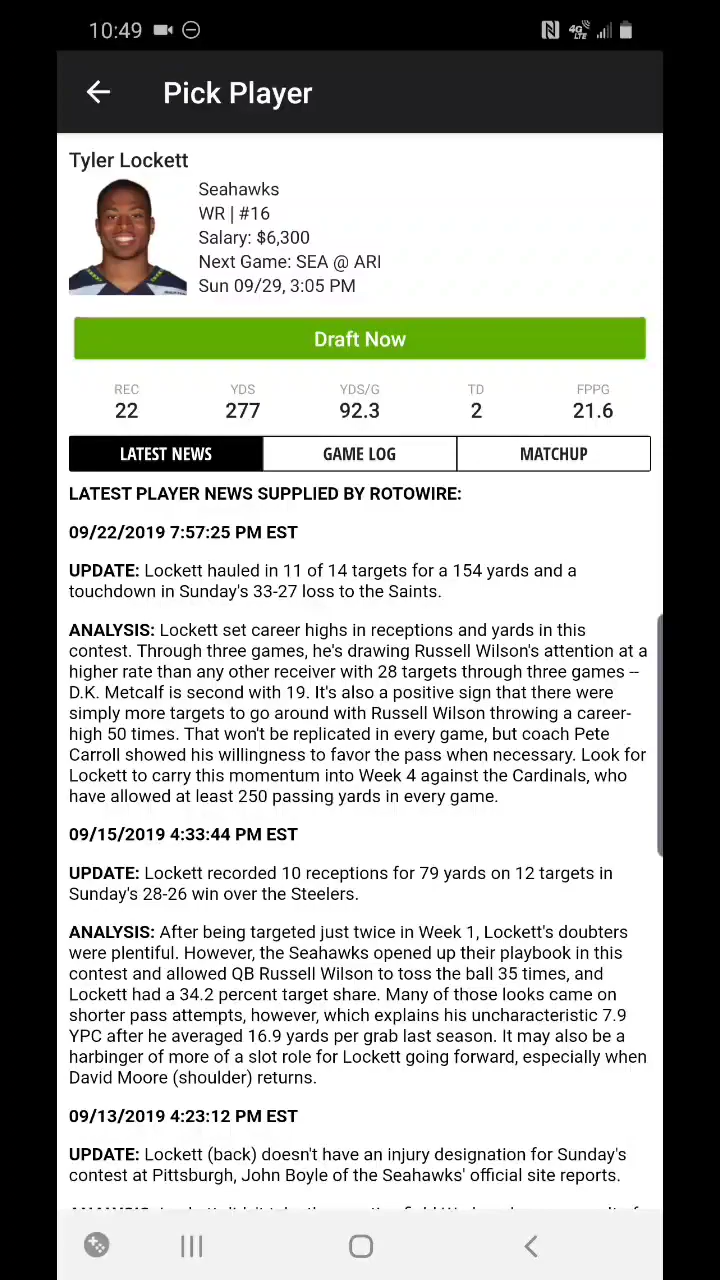 10:49
4G
LTE
Pick Player
Tyler Lockett
Seahawks
WR | #16
Salary: $6,300
Next Game: SEA @ ARI
Sun 09/29, 3:05 PM
Draft Now
REC YDS YDS/G TD FPPG
22 277 92.3 2 21.6
LATEST NEWS GAME LOG MATCHUP
LATEST PLAYER NEWS SUPPLIED BY ROTOWIRE:
09/22/2019 7:57:25 PM EST
UPDATE: Lockett hauled in 11 of 14 targets for a 154 yards and a
touchdown in Sunday's 33-27 loss to the Saints.
ANALYSIS: Lockett set career highs in receptions and yards in this
contest. Through three games, he's drawing Russell Wilson's attention at a
higher rate than any other receiver with 28 targets through three games --
D.K. Metcalf is second with 19. It's also a positive sign that there were
simply more targets to go around with Russell Wilson throwing a career-
high 50 times. That won't be replicated in every game, but coach Pete
Carroll showed his willingness to favor the pass when necessary. Look for
Lockett to carry this momentum into Week 4 against the Cardinals, who
have allowed at least 250 passing yards in every game.
09/15/2019 4:33:44 PM EST
UPDATE: Lockett recorded 10 receptions for 79 yards on 12 targets in
Sunday's 28-26 win over the Steelers.
ANALYSIS: After being targeted just twice in Week 1, Lockett's doubters
were plentiful. However, the Seahawks opened up their playbook in this
contest and allowed QB Russell Wilson to toss the ball 35 times, and
Lockett had a 34.2 percent target share. Many of those looks came on
shorter pass attempts, however, which explains his uncharacteristic 7.9
YPC after he averaged 16.9 yards per grab last season. It may also be a
harbinger of more of a slot role for Lockett going forward, especially when
David Moore (shoulder) returns.
09/13/2019 4:23:12 PM EST
UPDATE: Lockett (back) doesn't have an injury designation for Sunday's
contest at Pittsburgh, John Boyle of the Seahawks' official site reports.